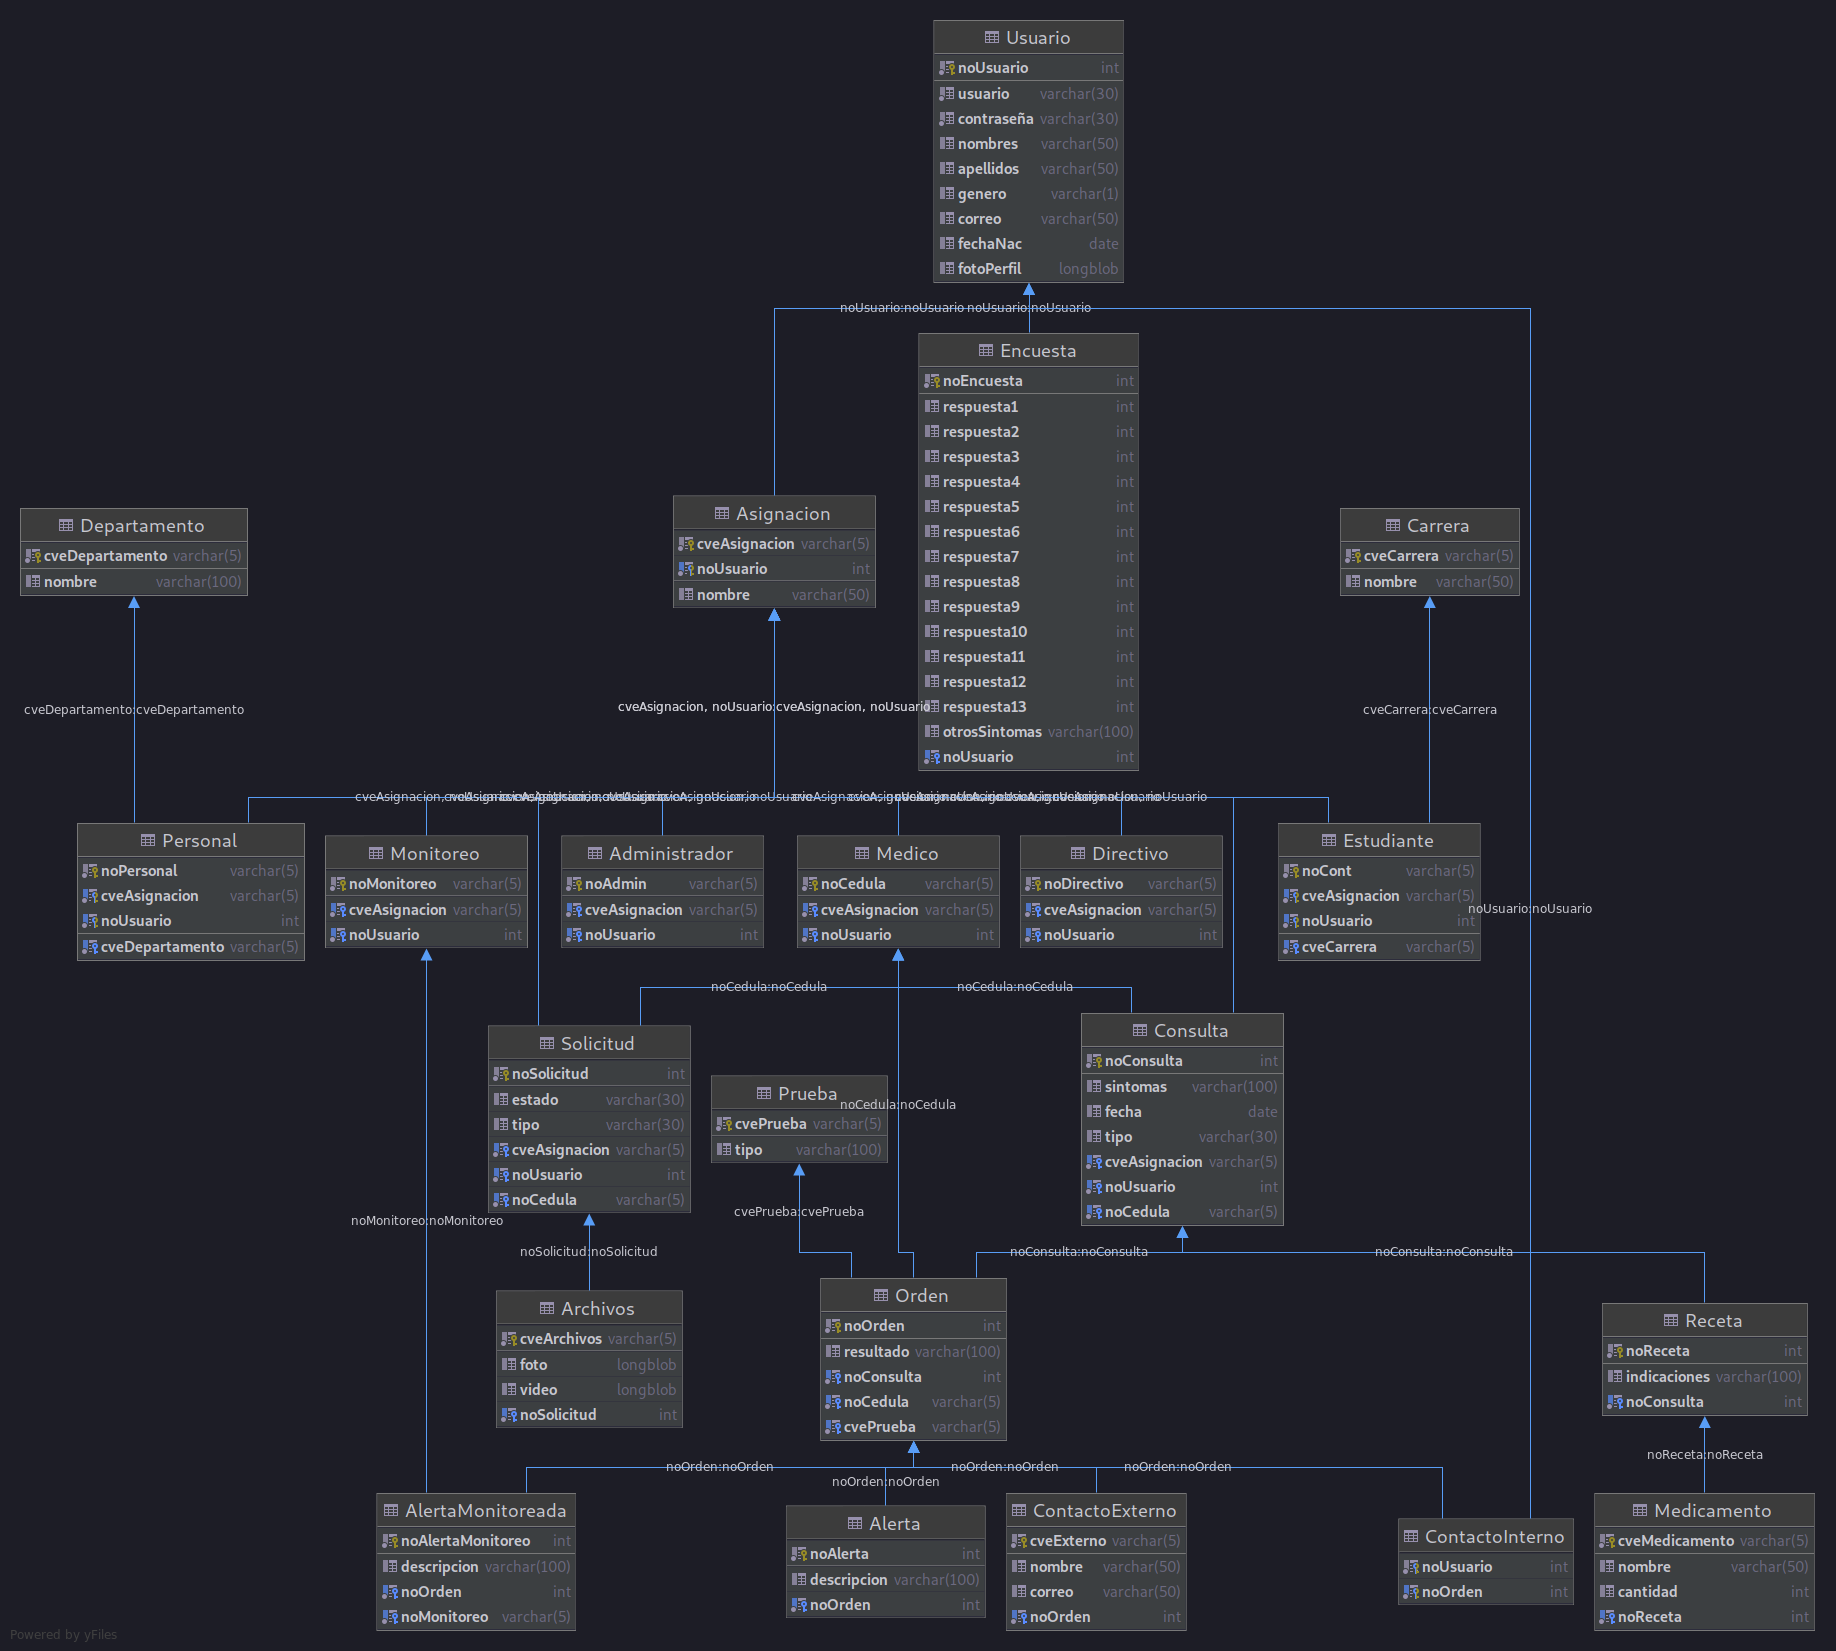 Usuario
noUsuario int
usuario varchar(30)
contraseña varchar(30)
nombres varchar(50)
apellidos varchar(50)
genero varchar(1)
correo varchar(50)
fechaNac date
fotoPerfil longblob
noUsuario:noUsuario noUsuario:noUsuario
Encuesta
noEncuesta int
respuesta1 int
respuesta2 int
respuesta3 int
respuesta4 int
respuesta5 int
respuesta6 int
respuesta7 int
respuesta8 int
respuesta9 int
respuesta10 int
respuesta11 int
respuesta12 int
respuesta13 int
otrosSintomas varchar(100)
noUsuario int
Departamento
cveDepartamento varchar(5)
nombre varchar(100)
Asignacion
cveAsignacion varchar(5)
noUsuario int
nombre varchar(50)
Carrera
cveCarrera varchar(5)
nombre varchar(50)
cveDepartamento:cveDepartamento
cveAsignacion, noUsuario:cveAsignacion, noUsuario
cveCarrera:cveCarrera
Personal
noPersonal varchar(5)
cveAsignacion varchar(5)
noUsuario int
cveDepartamento varchar(5)
Monitoreo
noMonitoreo varchar(5)
cveAsignacion varchar(5)
noUsuario int
Administrador
noAdmin varchar(5)
cveAsignacion varchar(5)
noUsuario int
Medico
noCedula varchar(5)
cveAsignacion varchar(5)
noUsuario int
Directivo
noDirectivo varchar(5)
cveAsignacion varchar(5)
noUsuario int
Estudiante
noCont varchar(5)
cveAsignacion varchar(5)
noUsuario int
cveCarrera varchar(5)
noUsuario:noUsuario
noCedula:noCedula
noCedula:noCedula
Solicitud
noSolicitud int
estado varchar(30)
tipo varchar(30)
cveAsignacion varchar(5)
noUsuario int
noCedula varchar(5)
Prueba
cvePrueba varchar(5)
tipo varchar(100)
noCedula:noCedula
Consulta
noConsulta int
sintomas varchar(100)
fecha date
tipo varchar(30)
cveAsignacion varchar(5)
noUsuario int
noCedula varchar(5)
noMonitoreo:noMonitoreo
cvePrueba:cvePrueba
noSolicitud:noSolicitud
noConsulta:noConsulta
noConsulta:noConsulta
Archivos
cveArchivos varchar(5)
foto longblob
video longblob
noSolicitud int
Orden
noOrden int
resultado varchar(100)
noConsulta int
noCedula varchar(5)
cvePrueba varchar(5)
Receta
noReceta int
indicaciones varchar(100)
noConsulta int
noReceta:noReceta
noOrden:noOrden
noOrden:noOrden
noOrden:noOrden
noOrden:noOrden
AlertaMonitoreada
noAlertaMonitoreo int
descripcion varchar(100)
noOrden int
noMonitoreo varchar(5)
Alerta
noAlerta int
descripcion varchar(100)
noOrden int
ContactoExterno
cveExterno varchar(5)
nombre varchar(50)
correo varchar(50)
noOrden int
ContactoInterno
noUsuario int
noOrden int
Medicamento
cveMedicamento varchar(5)
nombre varchar(50)
cantidad int
noReceta int
Powered by yFiles